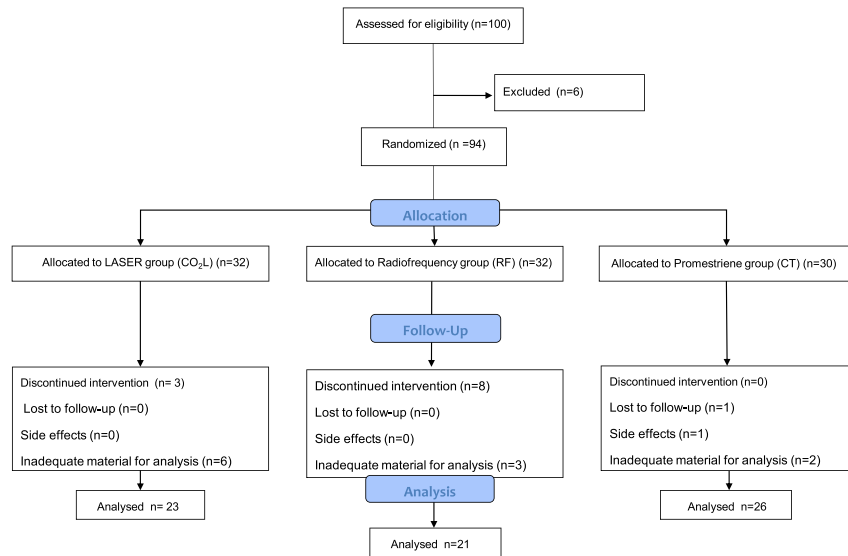 Assessed for eligibility (n=100)
Excluded (n=6)
Randomized (n =94)
Allocation
Allocated to LASER group (CO₂L) (n=32)
Allocated to Radiofrequency group (RF) (n=32)
Allocated to Promestriene group (CT) (n=30)
Follow-Up
Discontinued intervention (n= 3)
Lost to follow-up (n=0)
Side effects (n=0)
Inadequate material for analysis (n=6)
Discontinued intervention (n=8)
Lost to follow-up (n=0)
Side effects (n=0)
Inadequate material for analysis (n=3)
Discontinued intervention (n=0)
Lost to follow-up (n=1)
Side effects (n=1)
Inadequate material for analysis (n=2)
Analysis
Analysed n= 23
Analysed n=21
Analysed n=26